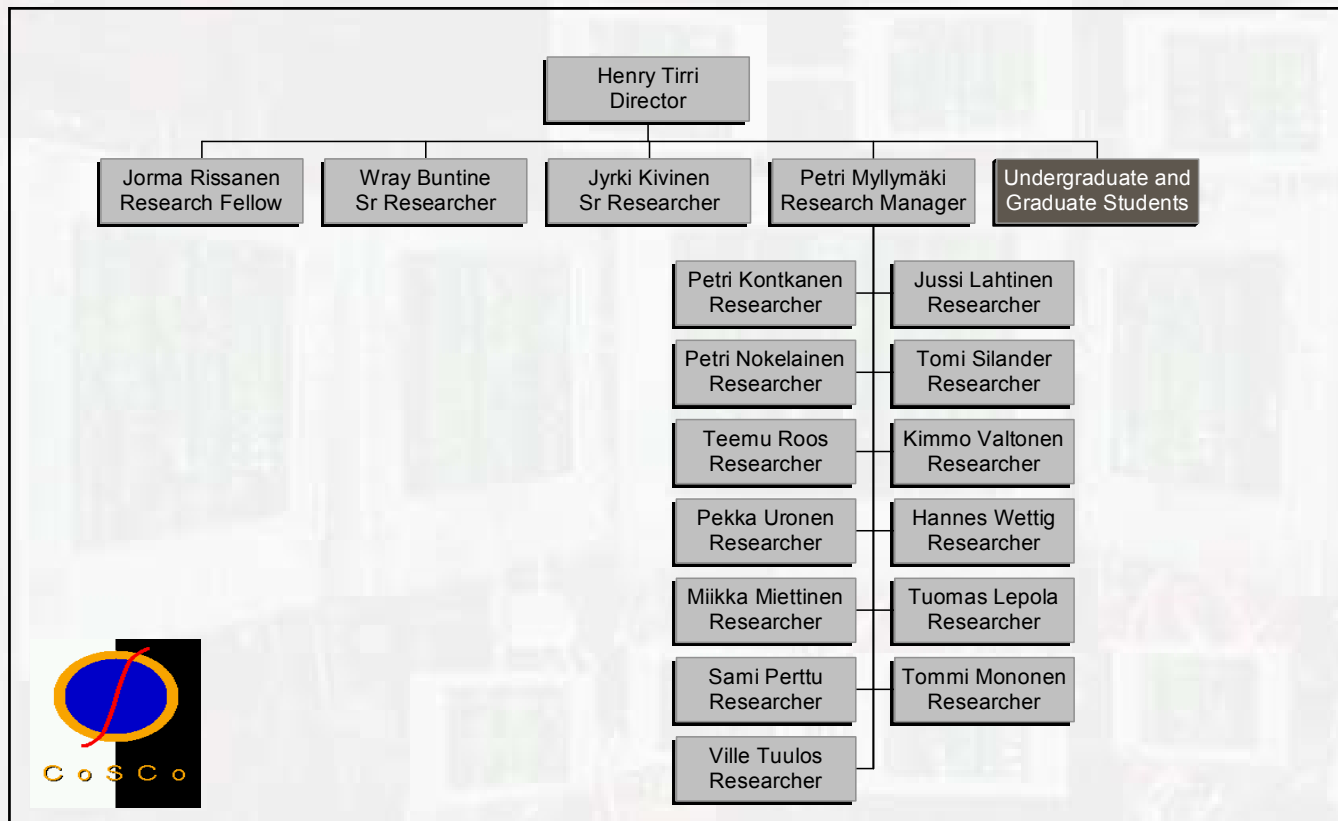 Henry Tirri
Director
Jorma Rissanen
Research Fellow
Wray Buntine
Sr Researcher
Jyrki Kivinen
Sr Researcher
Petri Myllymäki
Research Manager
Undergraduate and
Graduate Students
Petri Kontkanen
Researcher
Jussi Lahtinen
Researcher
Petri Nokelainen
Researcher
Tomi Silander
Researcher
Teemu Roos
Researcher
Kimmo Valtonen
Researcher
Pekka Uronen
Researcher
Hannes Wettig
Researcher
Miikka Miettinen
Researcher
Tuomas Lepola
Researcher
Sami Perttu
Researcher
Tommi Mononen
Researcher
Ville Tuulos
Researcher
CoSCo